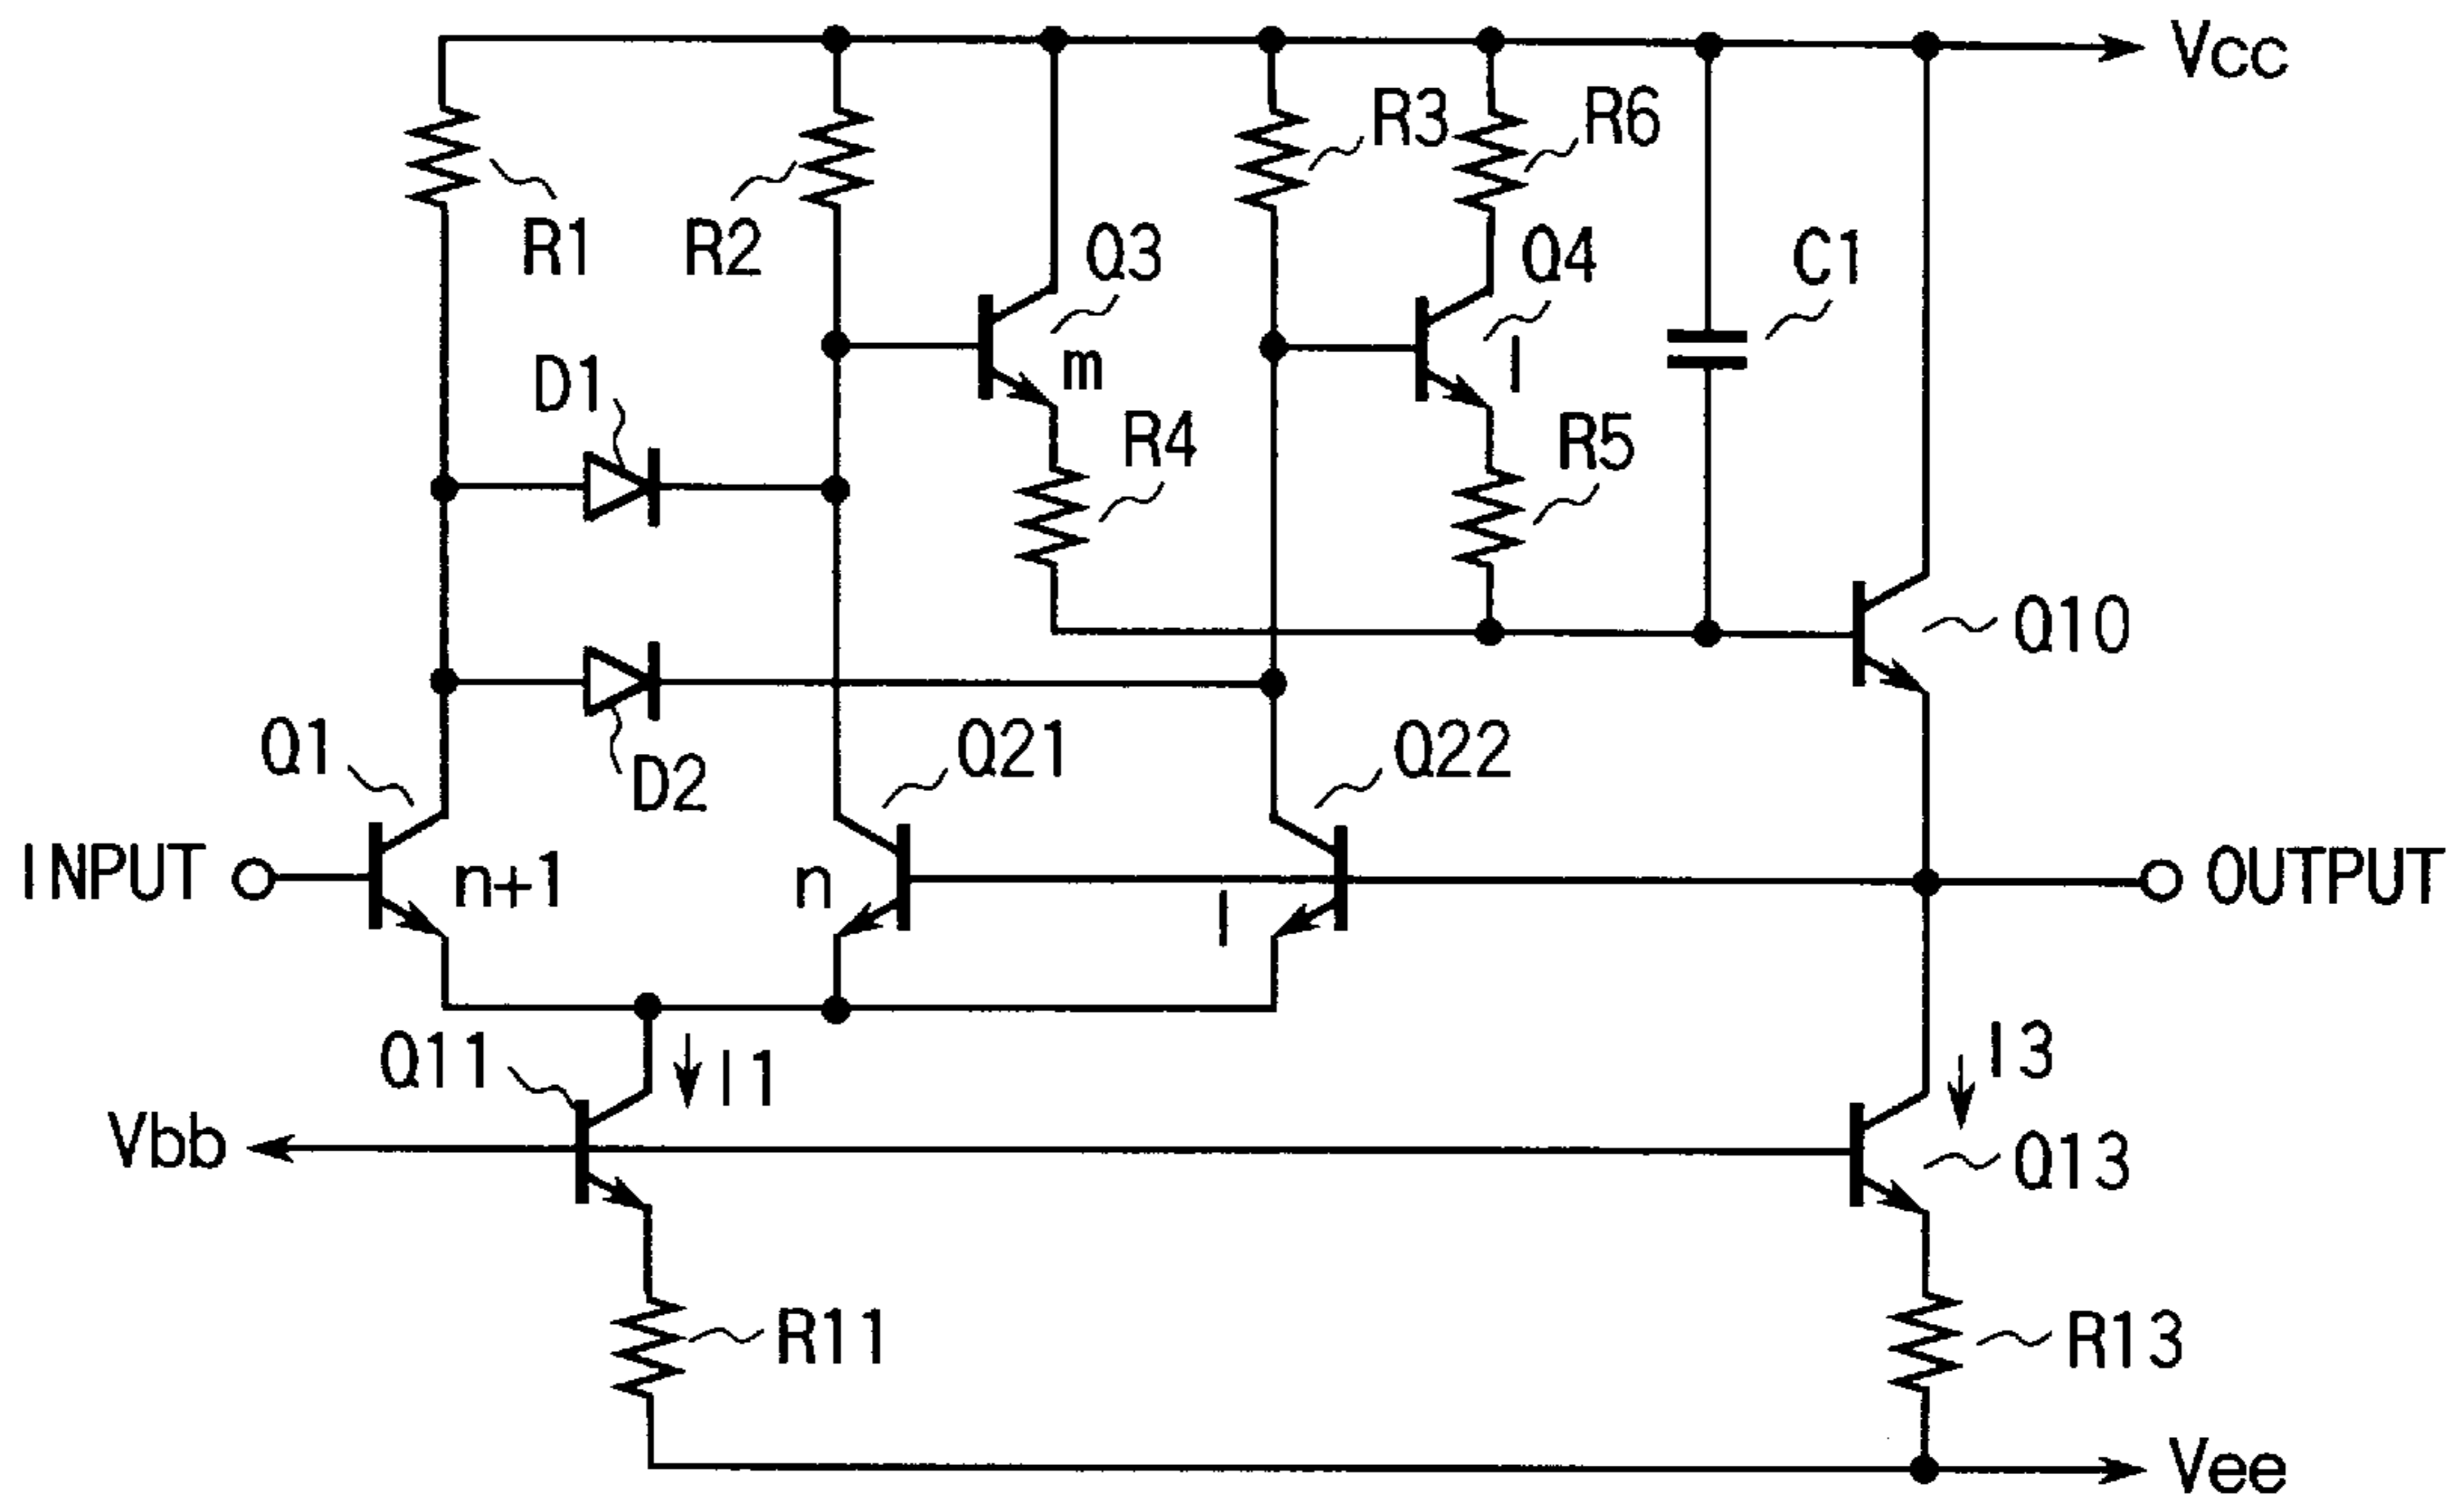 Vcc
R3
R6
R1
R2
Q3
Q4
C1
m
l
D1
R4
R5
Q10
Q1
D2
Q21
Q22
INPUT
n+1
n
l
OUTPUT
Q11
I1
I3
Vbb
Q13
R11
R13
Vee